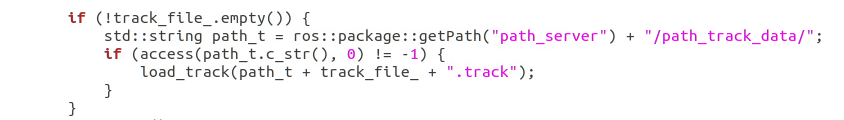 if (!track_file_.empty()) {
std::string path_t = ros::package::getPath("path_server") + "/path_track_data/";
if (access(path_t.c_str(), 0) != -1) {
load_track(path_t + track_file_ + ".track");
}
}